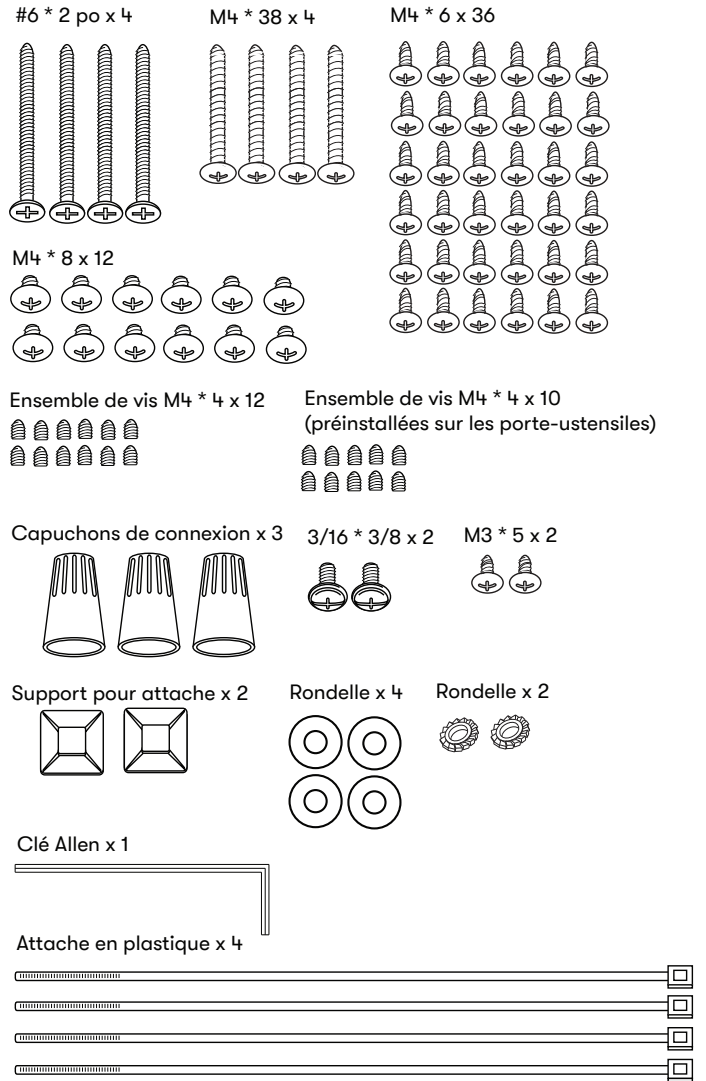 #6 * 2 po x 4
M4 * 38 x 4
M4 * 6 x 36
M4 * 8 x 12
Ensemble de vis M4 * 4 x 12
Ensemble de vis M4 * 4 x 10
(préinstallées sur les porte-ustensiles)
Capuchons de connexion x 3
3/16 * 3/8 x 2
M3 * 5 x 2
Support pour attache x 2
Rondelle x 4
Rondelle x 2
Clé Allen x 1
Attache en plastique x 4